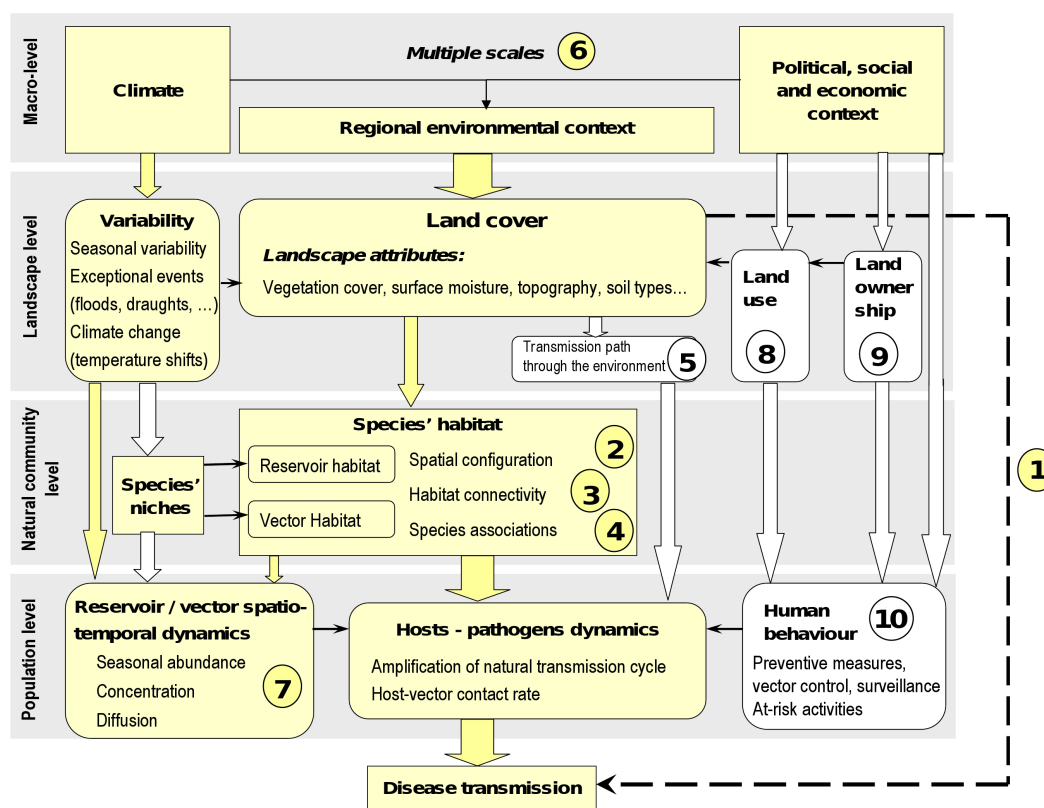 Macro-level
Climate
Multiple scales
6
Political, social
and economic
context
Regional environmental context
Landscape level
Variability
Seasonal variability
Exceptional events
(floods, draughts, ...)
Climate change
(temperature shifts)
Land cover
Landscape attributes:
Vegetation cover, surface moisture, topography, soil types...
Transmission path
through the environment
5
Land
use
8
Land
owner
ship
9
1
Natural community
level
Species'
niches
Species' habitat
Reservoir habitat
Vector Habitat
Spatial configuration
2
Habitat connectivity
3
Species associations
4
Population level
Reservoir / vector spatio-
temporal dynamics
Seasonal abundance
Concentration
Diffusion
7
Hosts - pathogens dynamics
Amplification of natural transmission cycle
Host-vector contact rate
Human
behaviour
10
Preventive measures,
vector control, surveillance
At-risk activities
Disease transmission